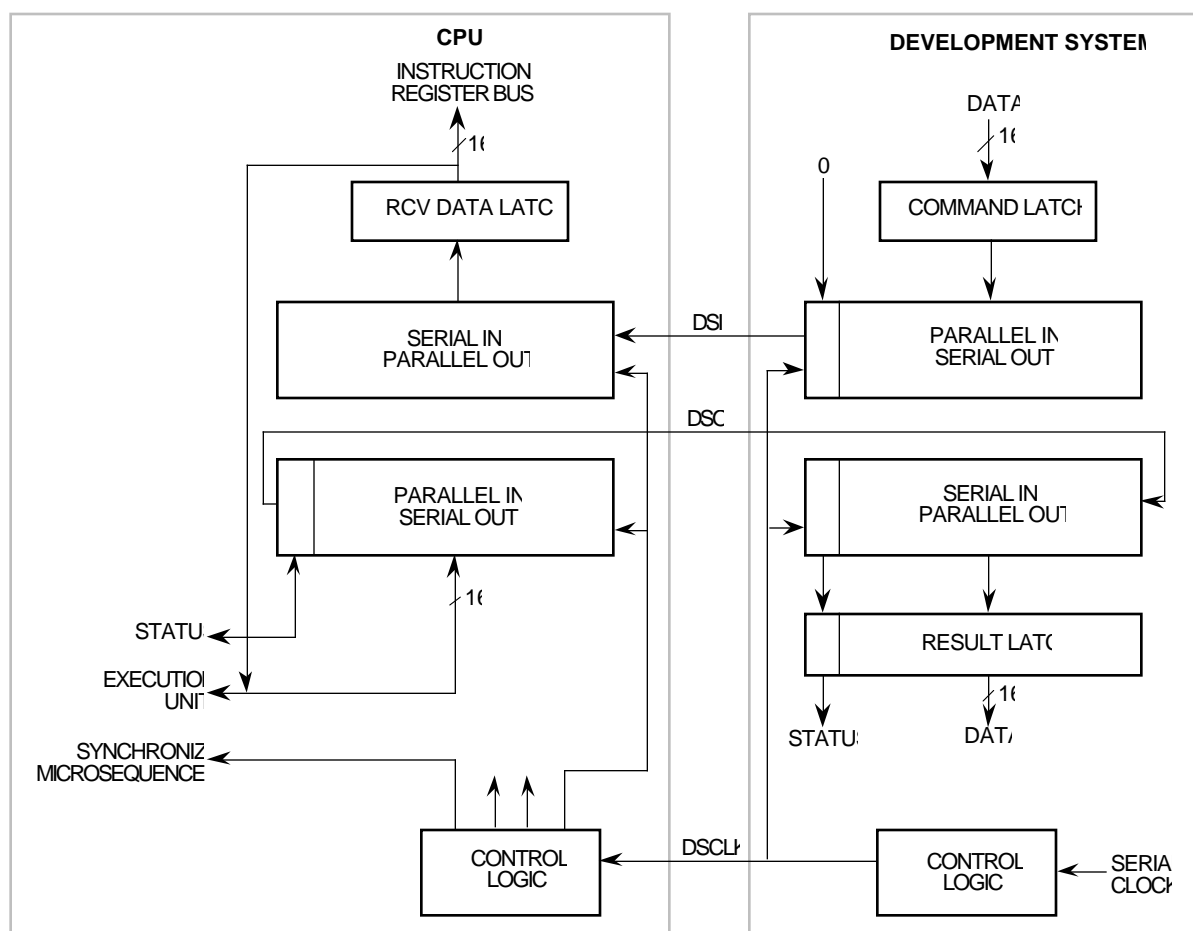 CPU
INSTRUCTION
REGISTER BUS
16
RCV DATA LATC
SERIAL IN
PARALLEL OUT
PARALLEL IN
SERIAL OUT
16
STATU
EXECUTIO
UNIT
SYNCHRONIZ
MICROSEQUENCE
CONTROL
LOGIC
DSI
DSO
DSCLK
DEVELOPMENT SYSTEM
DATA
16
0
COMMAND LATCH
PARALLEL IN
SERIAL OUT
SERIAL IN
PARALLEL OUT
RESULT LATC
16
STATUS
DATA
CONTROL
LOGIC
SERIA
CLOCK